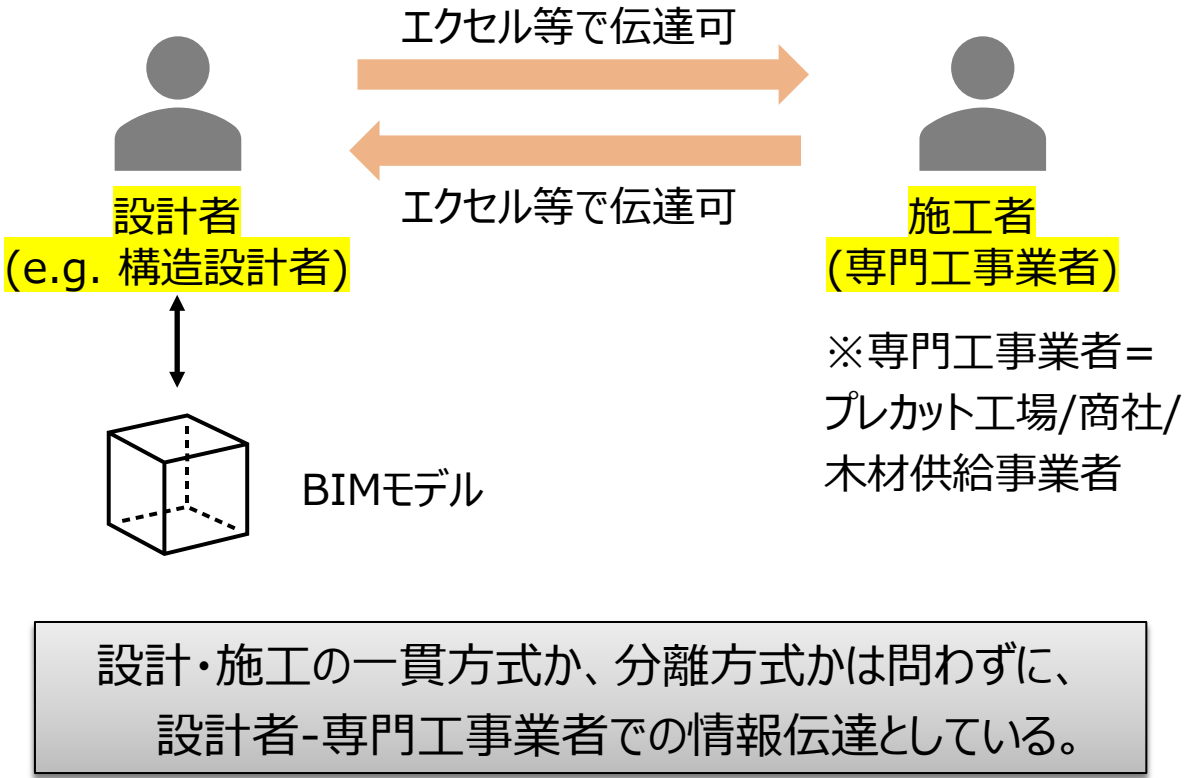 エクセル等で伝達可
エクセル等で伝達可
設計者
(e.g. 構造設計者)
施工者
(専門工事業者)
※専門工事業者=
プレカット工場/商社/
木材供給事業者
BIMモデル
設計・施工の一貫方式か、分離方式かは問わずに、
設計者-専門工事業者での情報伝達としている。